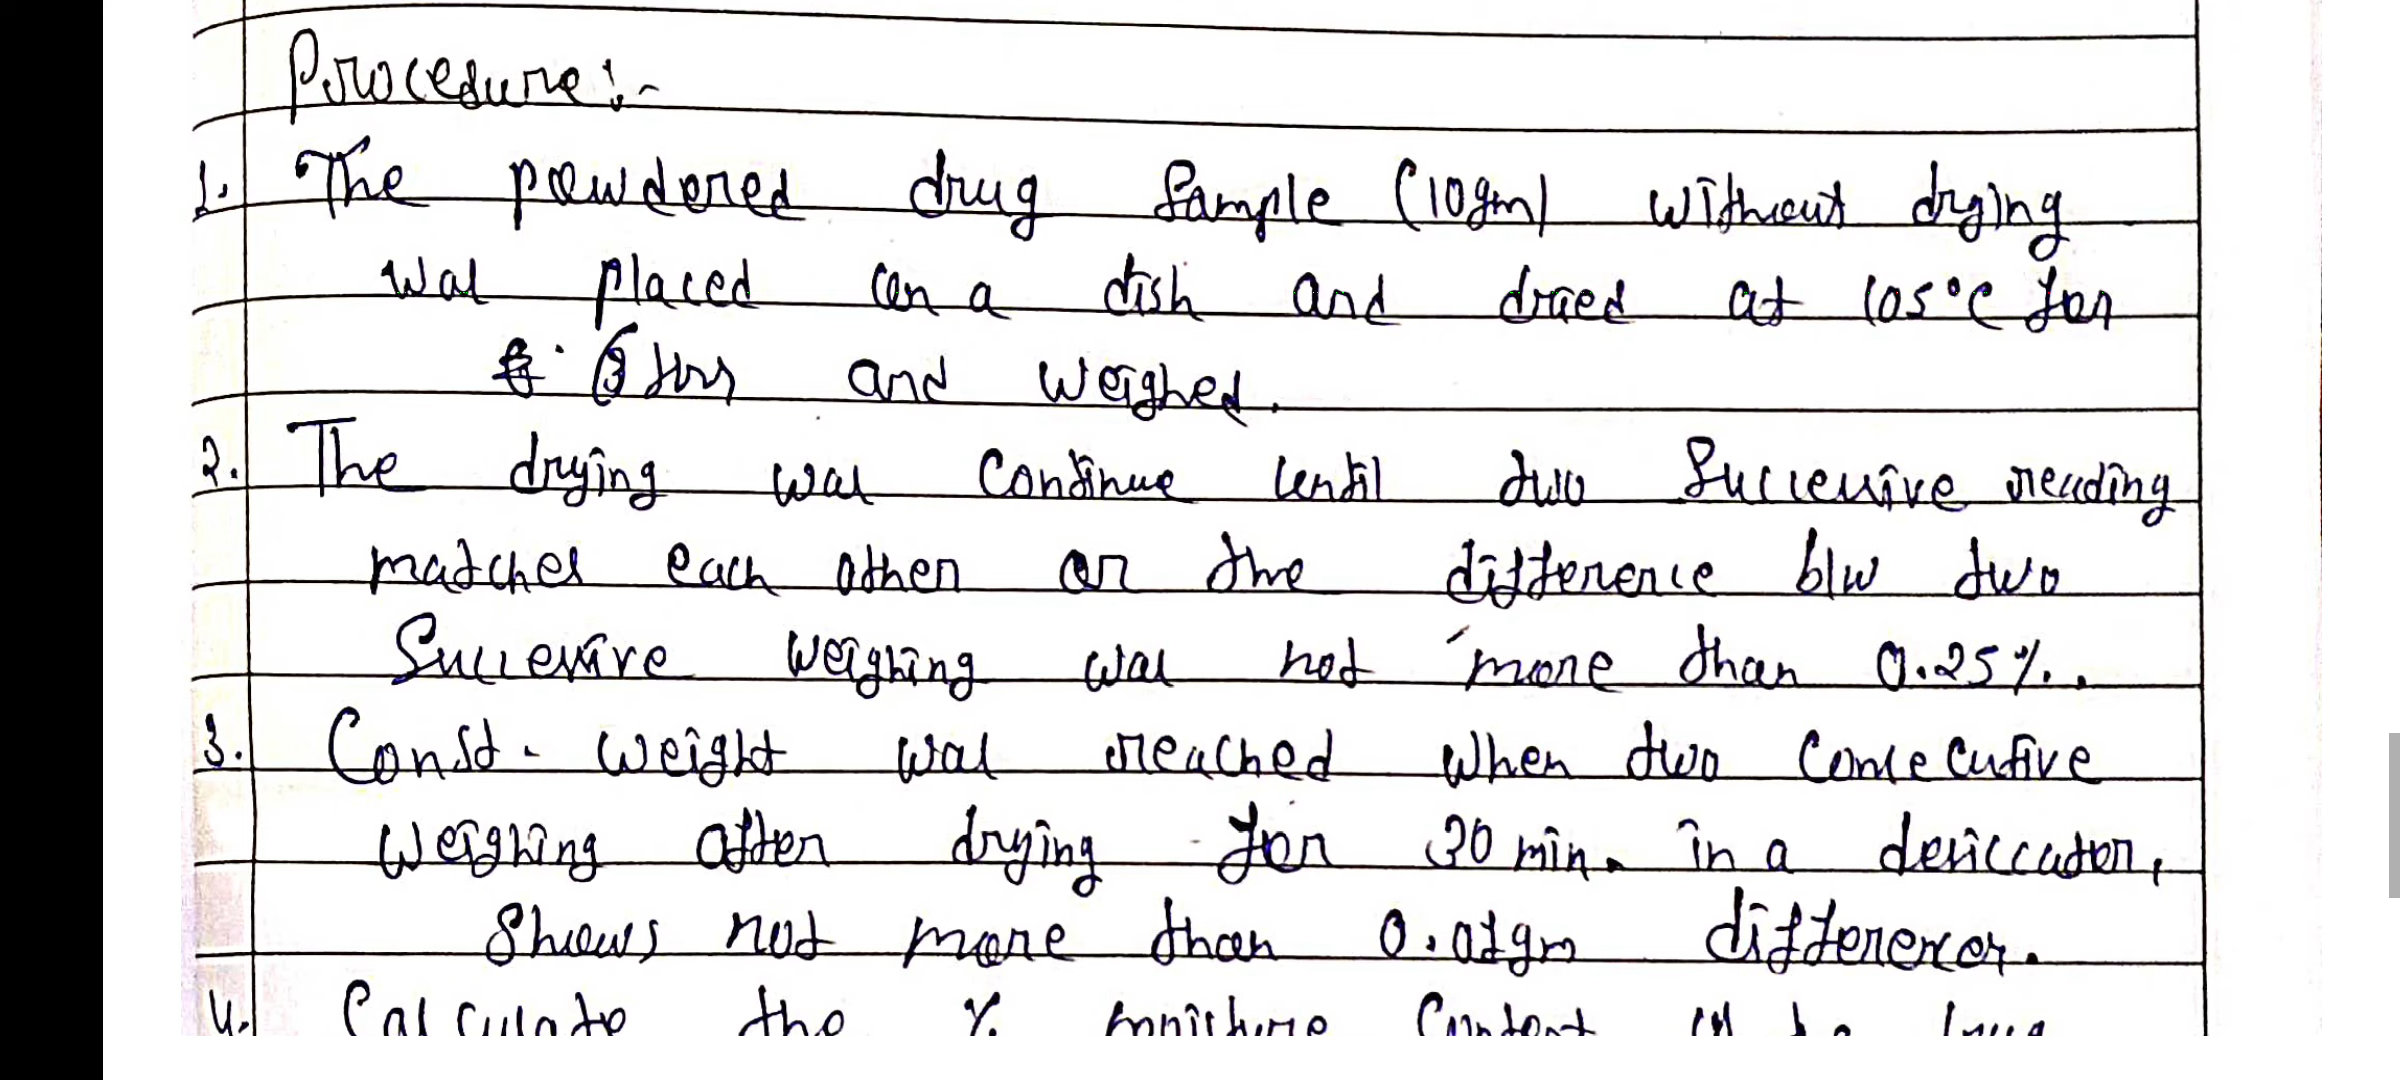 Procedure :-
1. The powdered drug Sample (10gm) without drying
was placed on a dish and dried at 105°C for
hrs and weighed.
2. The drying was Continue until two Successive reading
matches each other or the difference b/w two
Successive weighing was not more than 0.25%.
3. Const. weight was reached when two Consecutive
weighing after drying for 30 min. in a desiccator,
Shows not more than 0.01gm difference.
4. Calculate the % moisture Content of